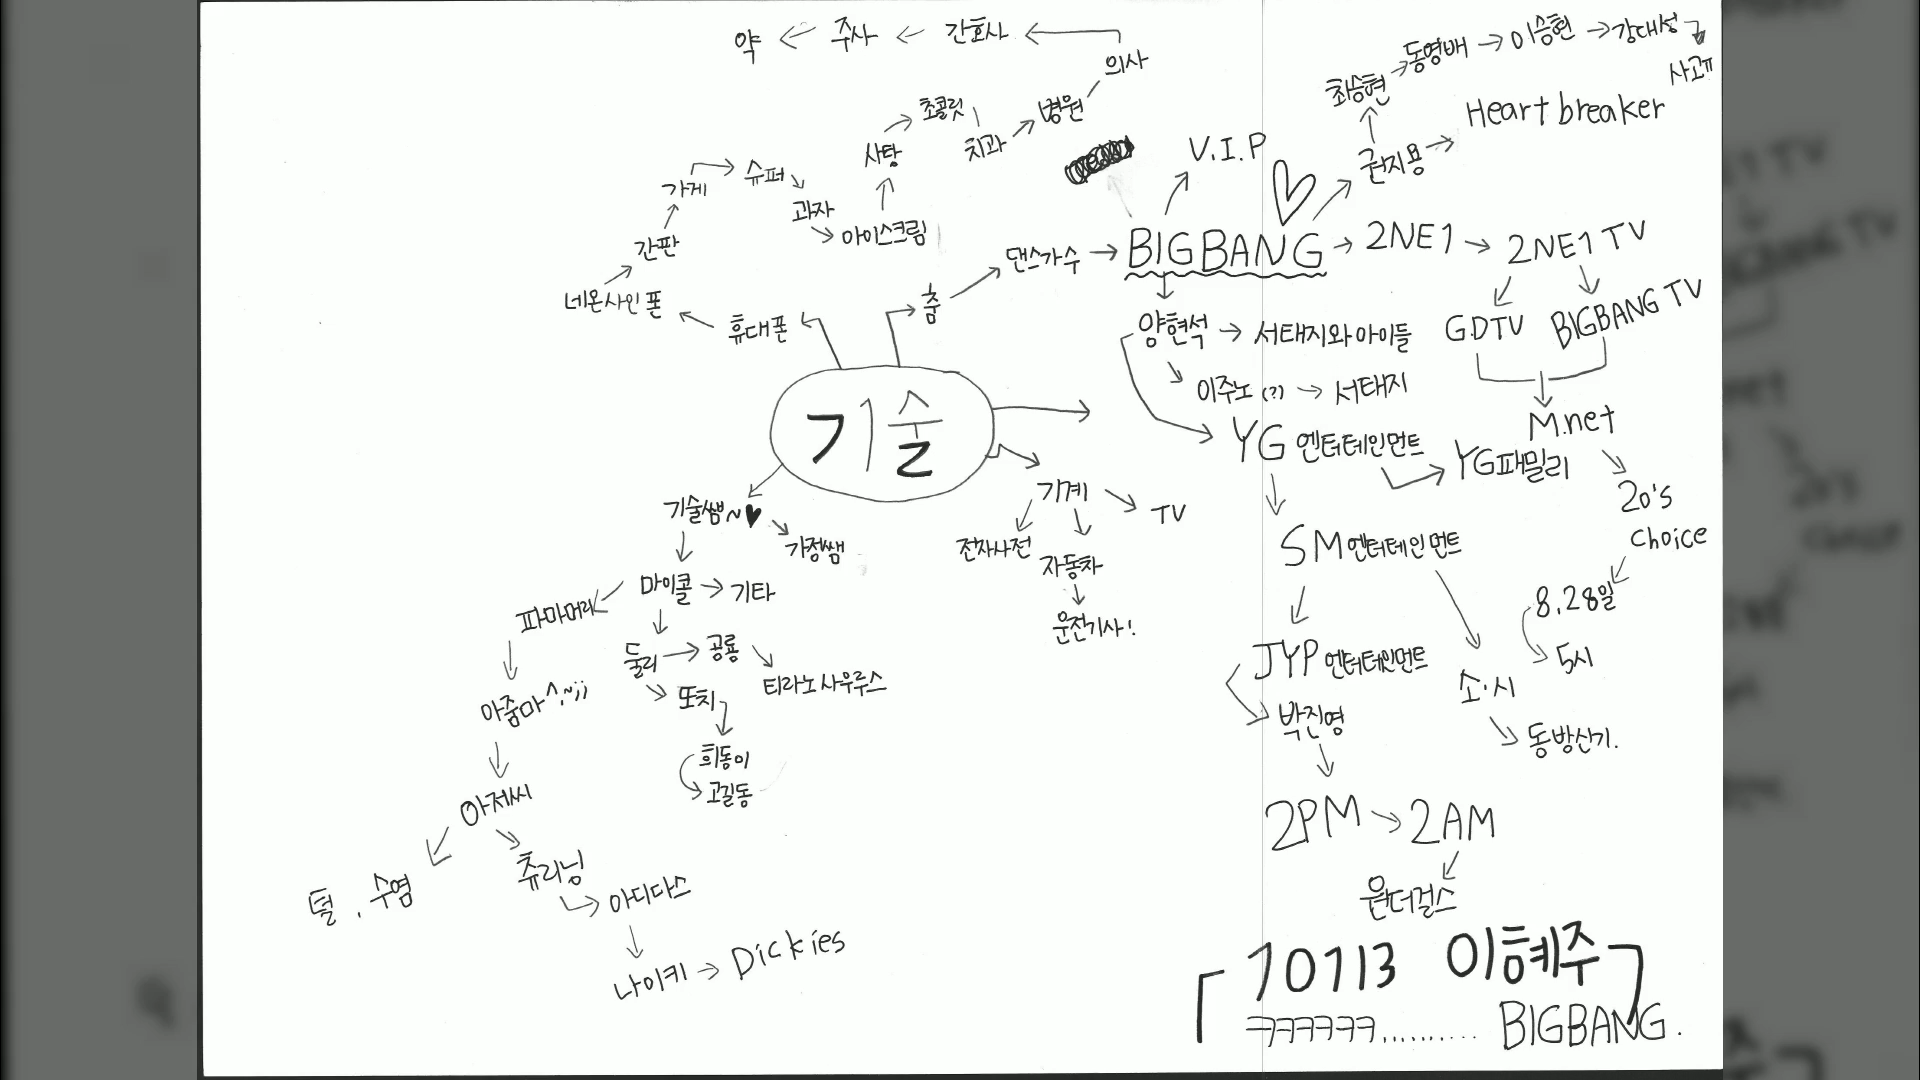 약 ← 주사 ← 간호사 ←
의사
초콜릿
치과 → 병원
사탕
가게 → 슈퍼
과자
아이스크림
간판
네온사인 폰
휴대폰
춤
댄스가수 → BIGBANG → 2NE1 → 2NE1 TV
V.I.P
권지용 → Heartbreaker
최승현 → 동영배 → 이승현 → 강대성
사고ㅠ
GDTV
BIGBANG TV
M.net
20's
choice
8.28일
5시
양현석 → 서태지와 아이들
이주노 (?) → 서태지
YG 엔터테인먼트
YG패밀리
SM 엔터테인먼트
소.시
동방신기.
JYP 엔터테인먼트
박진영
2PM → 2AM
원더걸스
기술
기계
TV
전자사전
자동차
운전기사!
기술쌤~♥
가정쌤
마이콜 → 기타
파마머리
둘리 → 공룡
티라노사우루스
또치
희동이
고길동
아줌마^^;~;;
아저씨
털, 수염
츄리닝
아디다스
나이키 → Dickies
「10713 이혜주」
ㅋㅋㅋㅋㅋㅋ.......... BIGBANG.